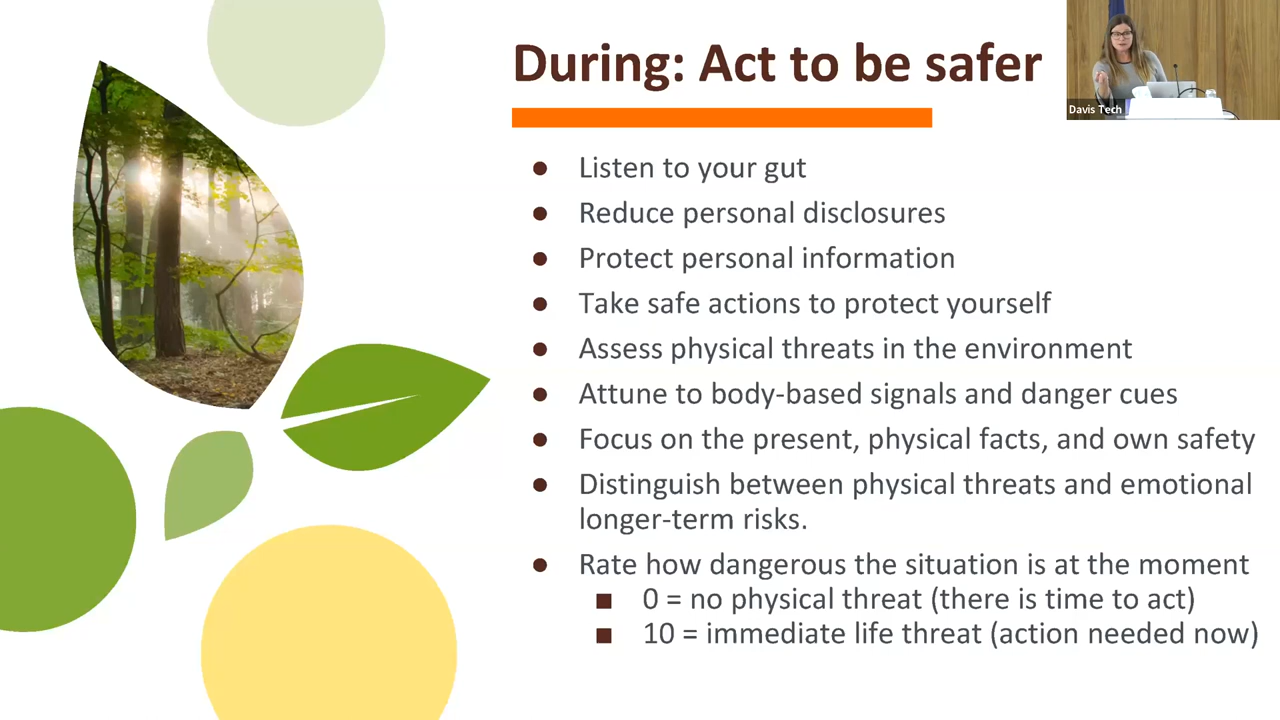 During: Act to be safer
Davis Tech
● Listen to your gut
● Reduce personal disclosures
● Protect personal information
● Take safe actions to protect yourself
● Assess physical threats in the environment
● Attune to body-based signals and danger cues
● Focus on the present, physical facts, and own safety
● Distinguish between physical threats and emotional
longer-term risks.
● Rate how dangerous the situation is at the moment
■ 0 = no physical threat (there is time to act)
■ 10 = immediate life threat (action needed now)